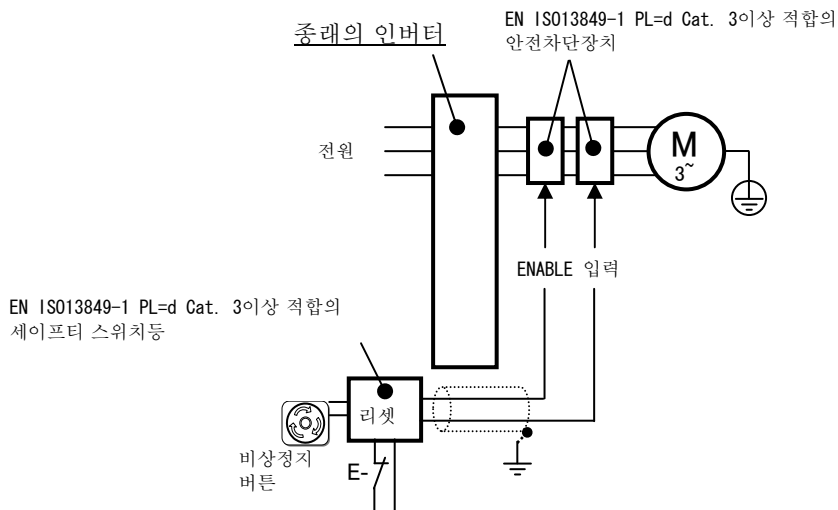 종래의 인버터
EN ISO13849-1 PL=d Cat. 3이상 적합의
안전차단장치
전원
M
3~
ENABLE 입력
EN ISO13849-1 PL=d Cat. 3이상 적합의
세이프티 스위치등
리셋
비상정지
버튼
E-